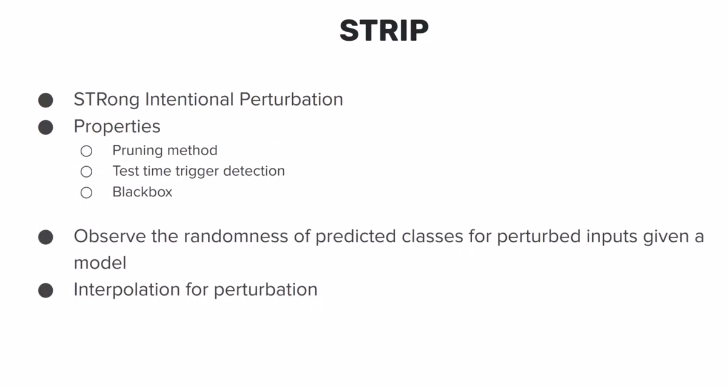 STRIP
STRong Intentional Perturbation
Properties
Pruning method
Test time trigger detection
Blackbox
Observe the randomness of predicted classes for perturbed inputs given a
model
Interpolation for perturbation